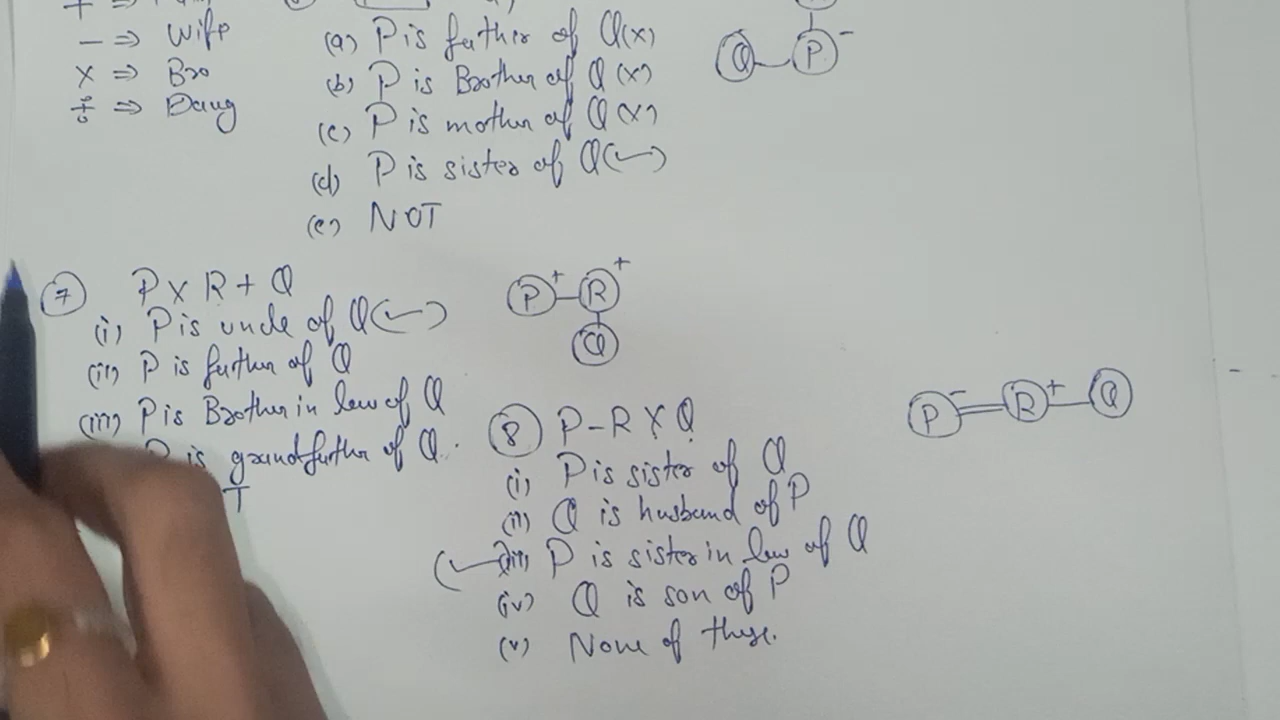 − ⇒ Wife
× ⇒ Bro
÷ ⇒ Daug
(a) P is father of Q(x)
(b) P is Brother of Q (x)
(c) P is mother of Q (x)
(d) P is sister of Q(✓)
(e) NOT
Q P −
7 P × R + Q
(i) P is uncle of Q(✓)
(ii) P is father of Q
(iii) P is Brother in law of Q
P is grandfather of Q.
T
P + R +
Q
8 P − R × Q
(i) P is sister of Q
(ii) Q is husband of P
(✓) (iii) P is sister in law of Q
(iv) Q is son of P
(v) None of these.
P − R + Q